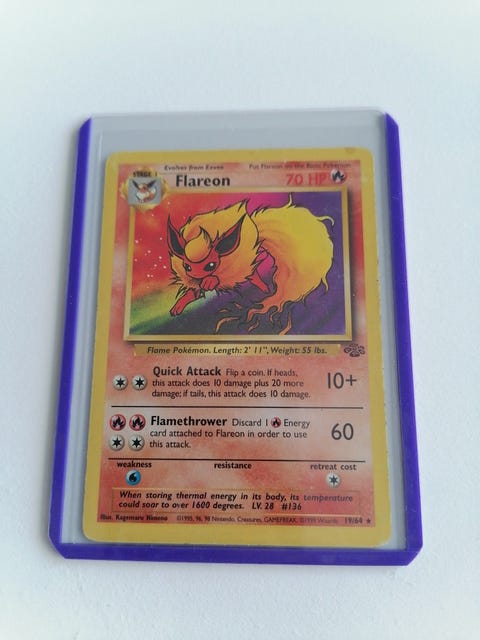 Evolves from Eevee Put Flareon on the Basic Pokémon
STAGE 1
Flareon 70 HP
Flame Pokémon. Length: 2' 11", Weight: 55 lbs.
Quick Attack Flip a coin. If heads,
this attack does 10 damage plus 20 more
damage; if tails, this attack does 10 damage.
10+
Flamethrower Discard 1 Energy
card attached to Flareon in order to use
this attack.
60
weakness resistance retreat cost
When storing thermal energy in its body, its temperature
could soar to over 1600 degrees. LV. 28 #136
Illus. Kagemaru Himeno ©1995, 96, 98 Nintendo, Creatures, GAMEFREAK. ©1999 Wizards. 19/64 ★